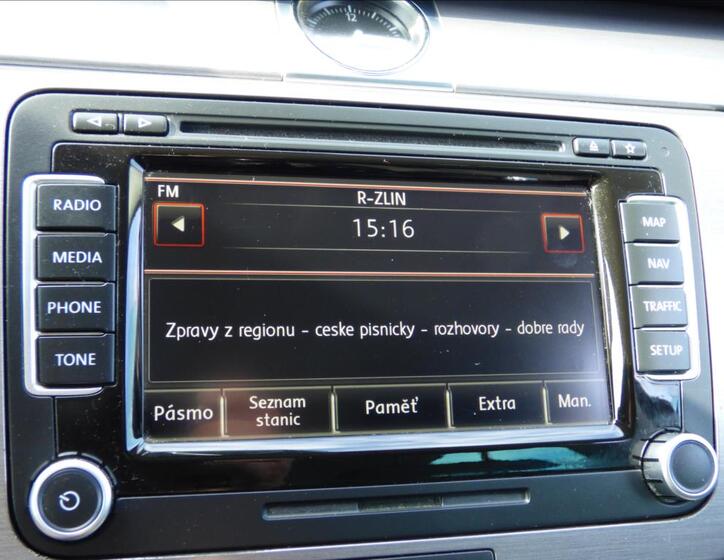 12
FM
R-ZLIN
15:16
Zpravy z regionu - ceske pisnicky - rozhovory - dobre rady
Pásmo
Seznam
stanic
Paměť
Extra
Man.
RADIO
MEDIA
PHONE
TONE
MAP
NAV
TRAFFIC
SETUP